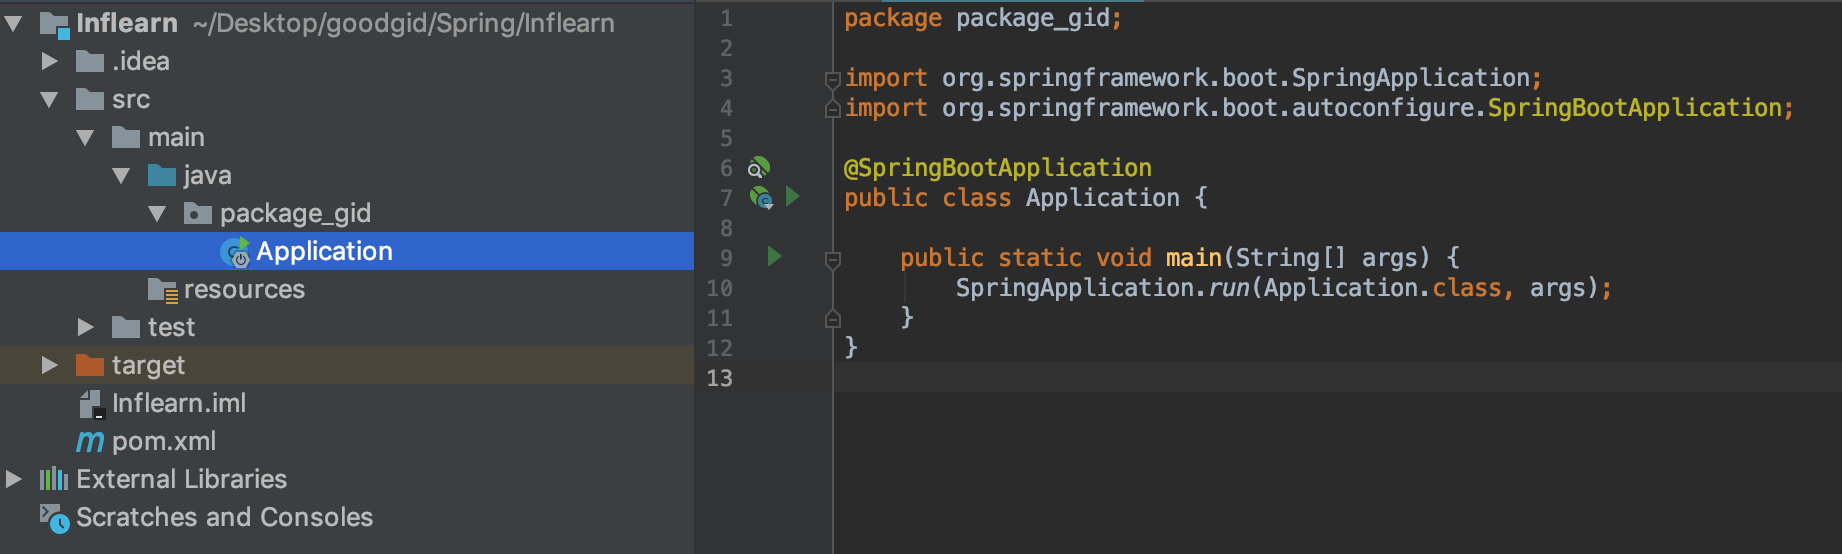 Inflearn ~/Desktop/goodgid/Spring/Inflearn
.idea
src
main
java
package_gid
Application
resources
test
target
Inflearn.iml
pom.xml
External Libraries
Scratches and Consoles
1 package package_gid;
2
3 import org.springframework.boot.SpringApplication;
4 import org.springframework.boot.autoconfigure.SpringBootApplication;
5
6 @SpringBootApplication
7 public class Application {
8
9 public static void main(String[] args) {
10 SpringApplication.run(Application.class, args);
11 }
12 }
13